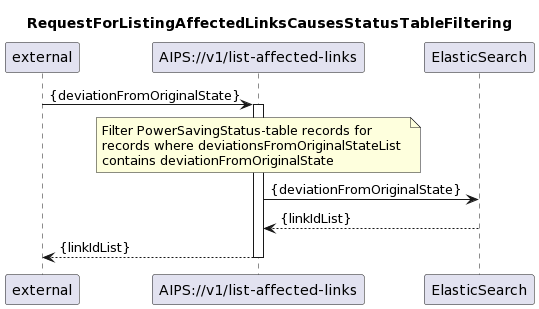 RequestForListingAffectedLinksCausesStatusTableFiltering
external
AIPS://v1/list-affected-links
ElasticSearch
{deviationFromOriginalState}
Filter PowerSavingStatus-table records for
records where deviationsFromOriginalStateList
contains deviationFromOriginalState
{deviationFromOriginalState}
{linkIdList}
{linkIdList}
external
AIPS://v1/list-affected-links
ElasticSearch